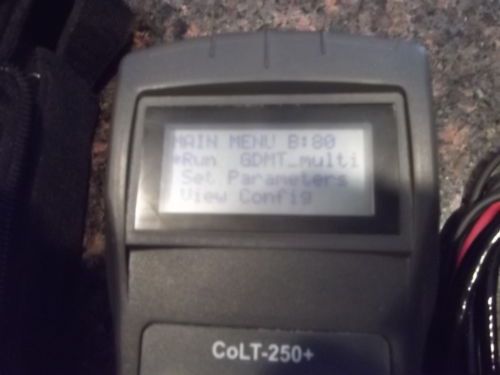 MAIN MENU B:80
*Run GDMT_multi
Set Parameters
View Config
CoLT-250+